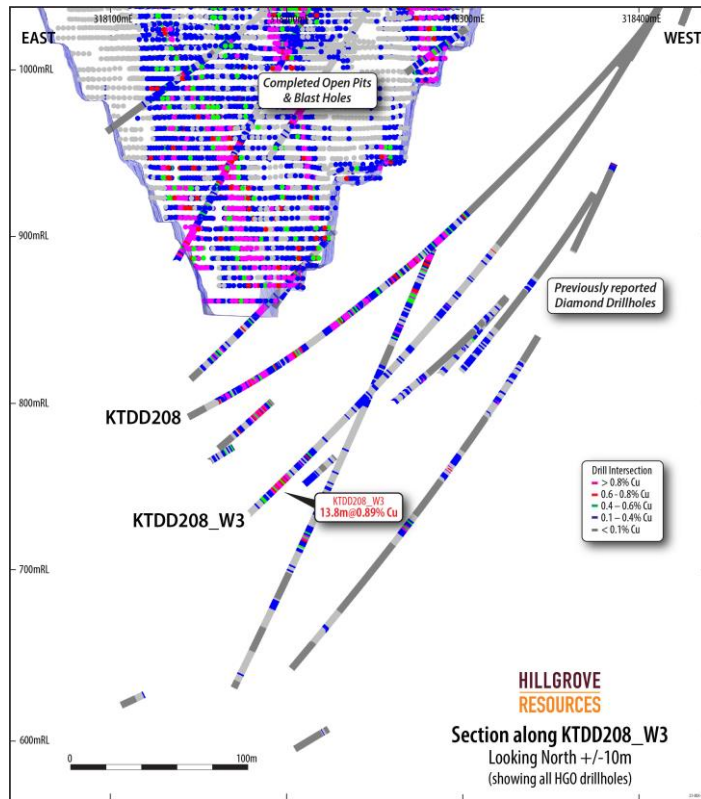 318100mE
318200mE
318300mE
318400mE
EAST
WEST
1000mRL
Completed Open Pits
& Blast Holes
900mRL
Previously reported
Diamond Drillholes
800mRL
KTDD208
KTDD208_W3
KTDD208_W3
13.8m@0.89% Cu
Drill Intersection
> 0.8% Cu
0.6 - 0.8% Cu
0.4 – 0.6% Cu
0.1 – 0.4% Cu
< 0.1% Cu
700mRL
HILLGROVE
RESOURCES
Section along KTDD208_W3
Looking North +/-10m
(showing all HGO drillholes)
600mRL
0
100m